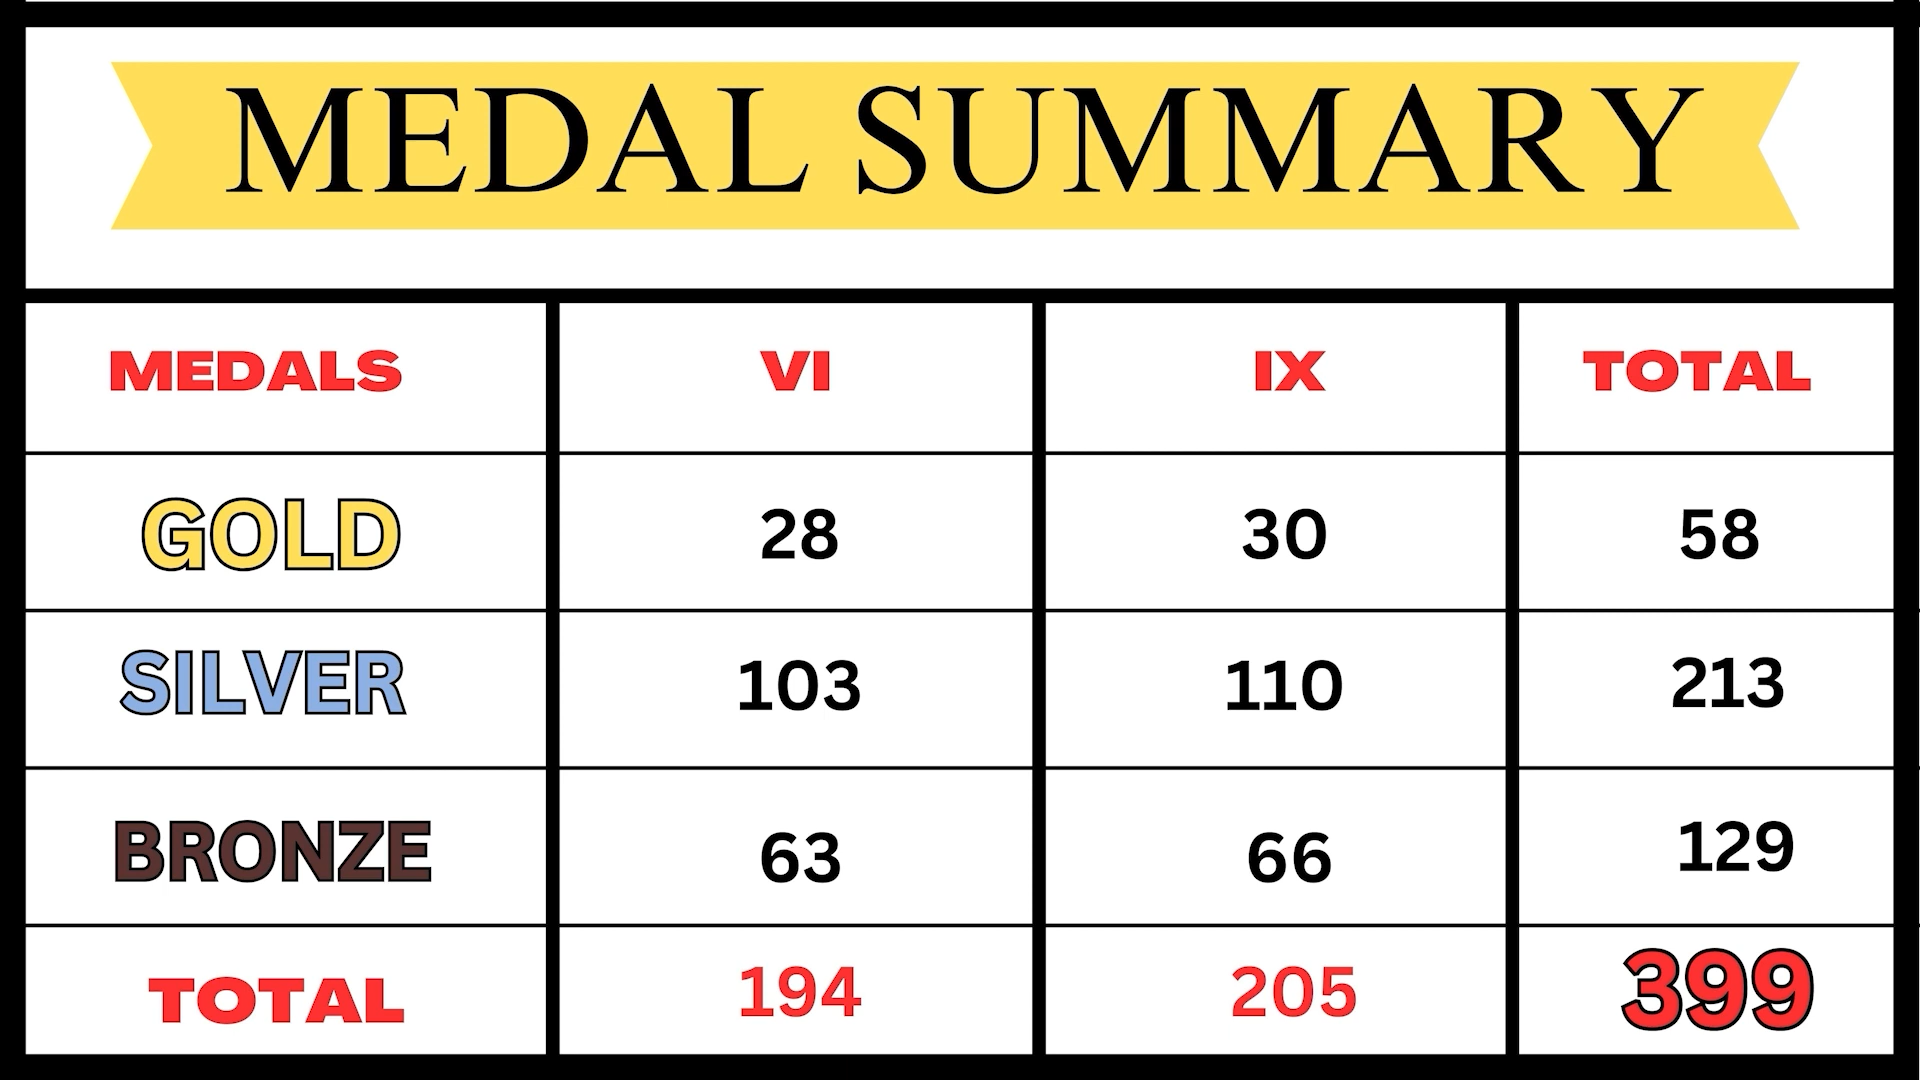 MEDAL SUMMARY
MEDALS VI IX TOTAL
GOLD 28 30 58
SILVER 103 110 213
BRONZE 63 66 129
TOTAL 194 205 399